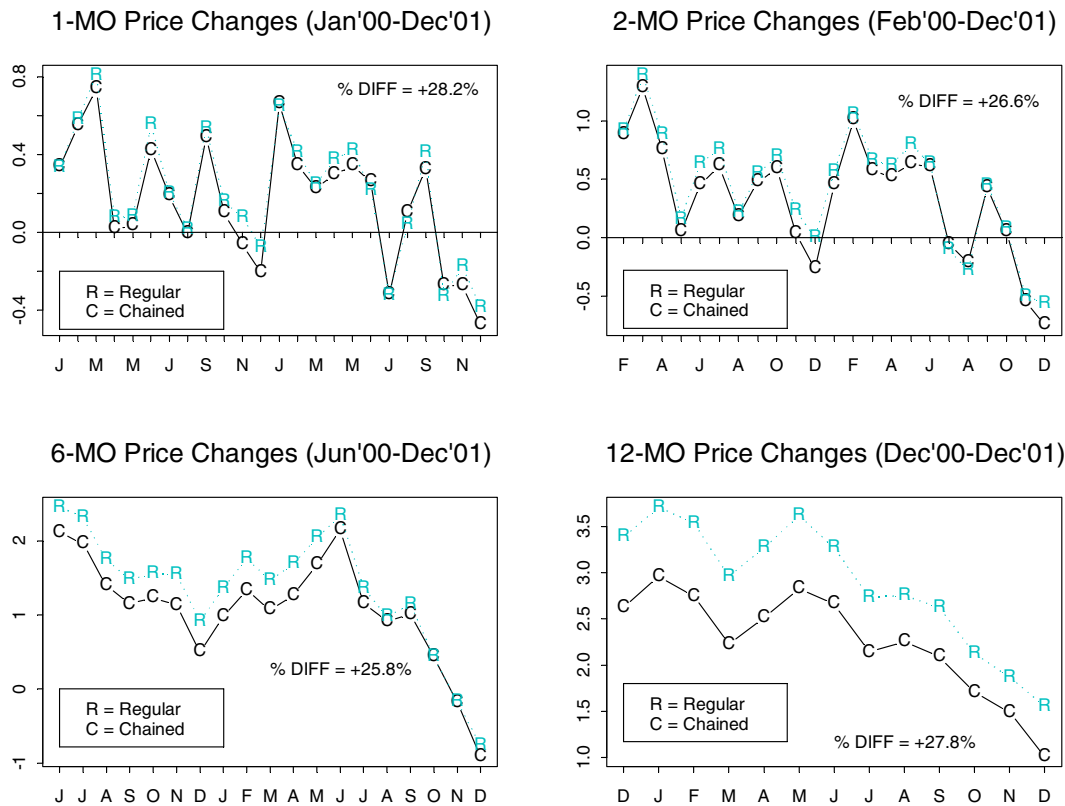 1-MO Price Changes (Jan'00-Dec'01)
% DIFF = +28.2%
0.8
0.4
0.0
-0.4
R = Regular
C = Chained
J M M J S N J M M J S N
2-MO Price Changes (Feb'00-Dec'01)
% DIFF = +26.6%
1.0
0.5
0.0
-0.5
R = Regular
C = Chained
F A J A O D F A J A O D
6-MO Price Changes (Jun'00-Dec'01)
2
1
0
-1
% DIFF = +25.8%
R = Regular
C = Chained
J J A S O N D J F M A M J J A S O N D
12-MO Price Changes (Dec'00-Dec'01)
3.5
3.0
2.5
2.0
1.5
1.0
R = Regular
C = Chained
% DIFF = +27.8%
D J F M A M J J A S O N D